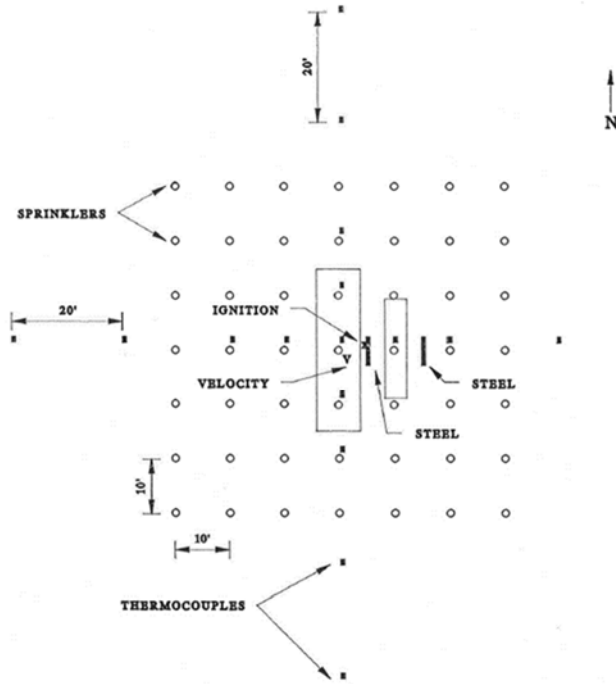 20'
N
SPRINKLERS
20'
IGNITION
VELOCITY
V
STEEL
STEEL
10'
10'
THERMOCOUPLES